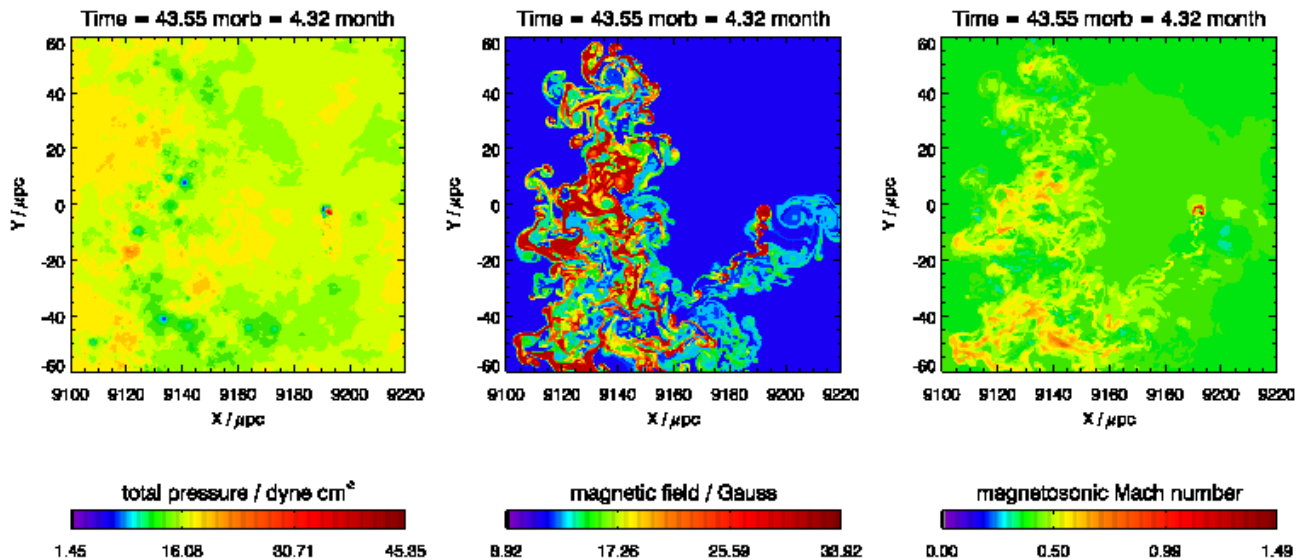 Time = 43.55 morb = 4.32 month
60
40
20
0
-20
-40
-60
Y / μpc
9100 9120 9140 9160 9180 9200 9220
X / μpc
total pressure / dyne cm²
1.45 16.08 30.71 45.35
Time = 43.55 morb = 4.32 month
60
40
20
0
-20
-40
-60
Y / μpc
9100 9120 9140 9160 9180 9200 9220
X / μpc
magnetic field / Gauss
8.92 17.26 25.59 33.92
Time = 43.55 morb = 4.32 month
60
40
20
0
-20
-40
-60
Y / μpc
9100 9120 9140 9160 9180 9200 9220
X / μpc
magnetosonic Mach number
0.00 0.50 0.99 1.49